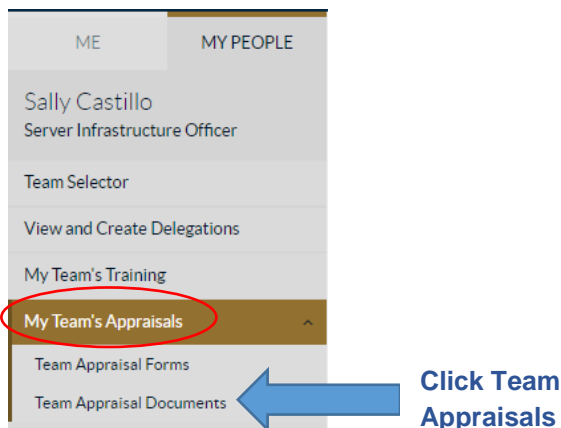 ME MY PEOPLE
Sally Castillo
Server Infrastructure Officer
Team Selector
View and Create Delegations
My Team's Training
My Team's Appraisals
Team Appraisal Forms
Team Appraisal Documents
Click Team
Appraisals